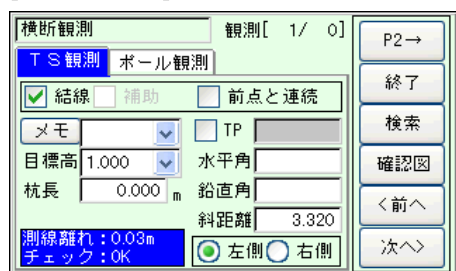 横断観測 観測[ 1/ 0]
TS観測 ポール観測
結線 補助 前点と連続
メモ TP
目標高 1.000 水平角
杭長 0.000 m 鉛直角
斜距離 3.320
測線離れ:0.03m
チェック:OK
左側 右側
P2→
終了
検索
確認図
<前へ
次へ>